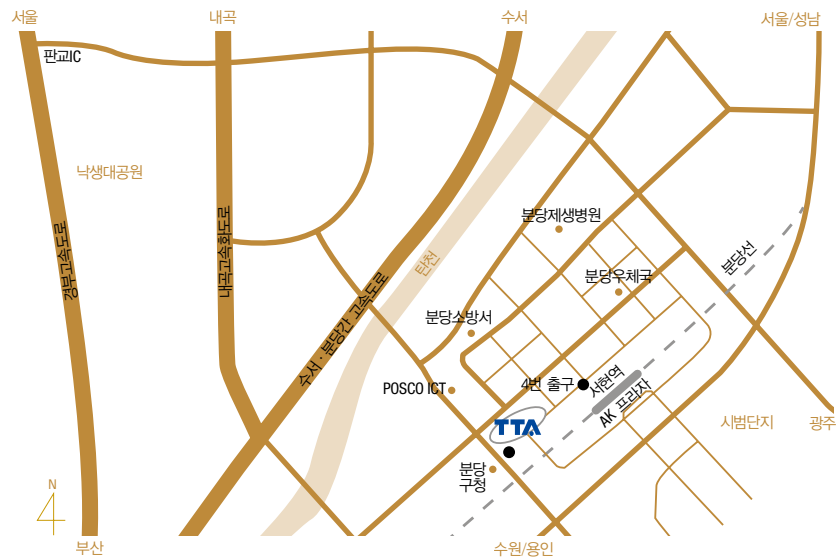 서울
내곡
수서
서울/성남
판교IC
낙생대공원
경부고속도로
내곡고속화도로
수서·분당간 고속도로
탄천
분당제생병원
분당선
분당우체국
분당소방서
4번 출구
서현역
AK 프라자
POSCO ICT
TTA
시범단지
광주
분당
구청
N
부산
수원/용인